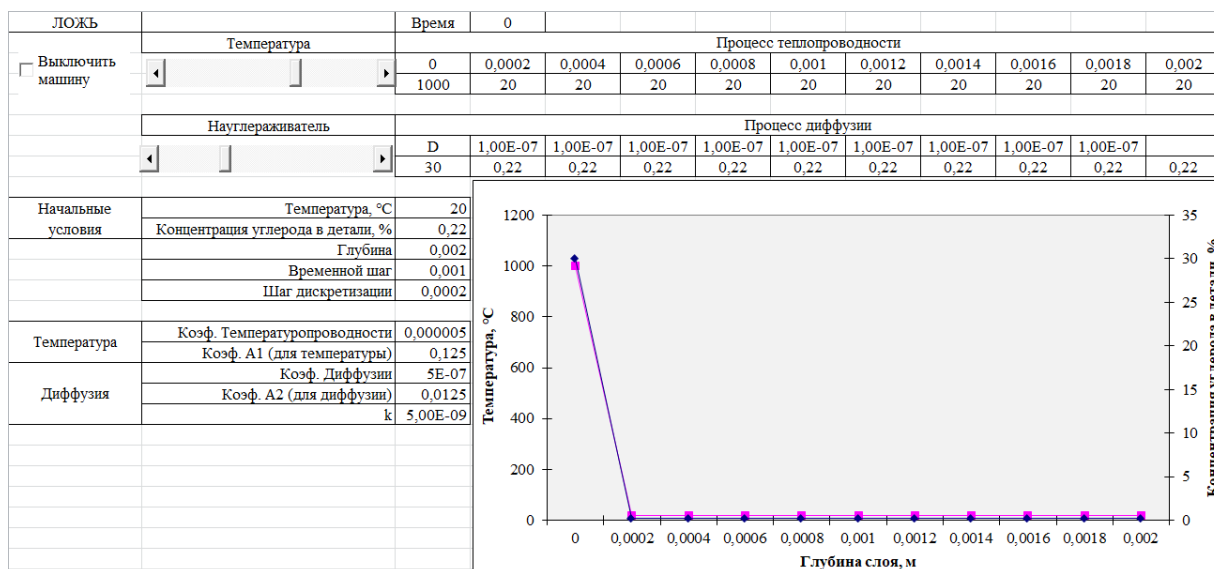 ЛОЖЬ Время 0
Температура Процесс теплопроводности
Выключить машину
0 0,0002 0,0004 0,0006 0,0008 0,001 0,0012 0,0014 0,0016 0,0018 0,002
1000 20 20 20 20 20 20 20 20 20 20
Науглераживатель Процесс диффузии
D 1,00E-07 1,00E-07 1,00E-07 1,00E-07 1,00E-07 1,00E-07 1,00E-07 1,00E-07 1,00E-07
30 0,22 0,22 0,22 0,22 0,22 0,22 0,22 0,22 0,22 0,22
Начальные условия
Температура, °С 20
Концентрация углерода в детали, % 0,22
Глубина 0,002
Временной шаг 0,001
Шаг дискретизации 0,0002
Температура
Коэф. Температуропроводности 0,000005
Коэф. А1 (для температуры) 0,125
Диффузия
Коэф. Диффузии 5E-07
Коэф. А2 (для диффузии) 0,0125
k 5,00E-09
Температура, °С
1200
1000
800
600
400
200
0
35
30
25
20
15
10
5
0
Концентрация углерода в детали, %
0 0,0002 0,0004 0,0006 0,0008 0,001 0,0012 0,0014 0,0016 0,0018 0,002
Глубина слоя, м